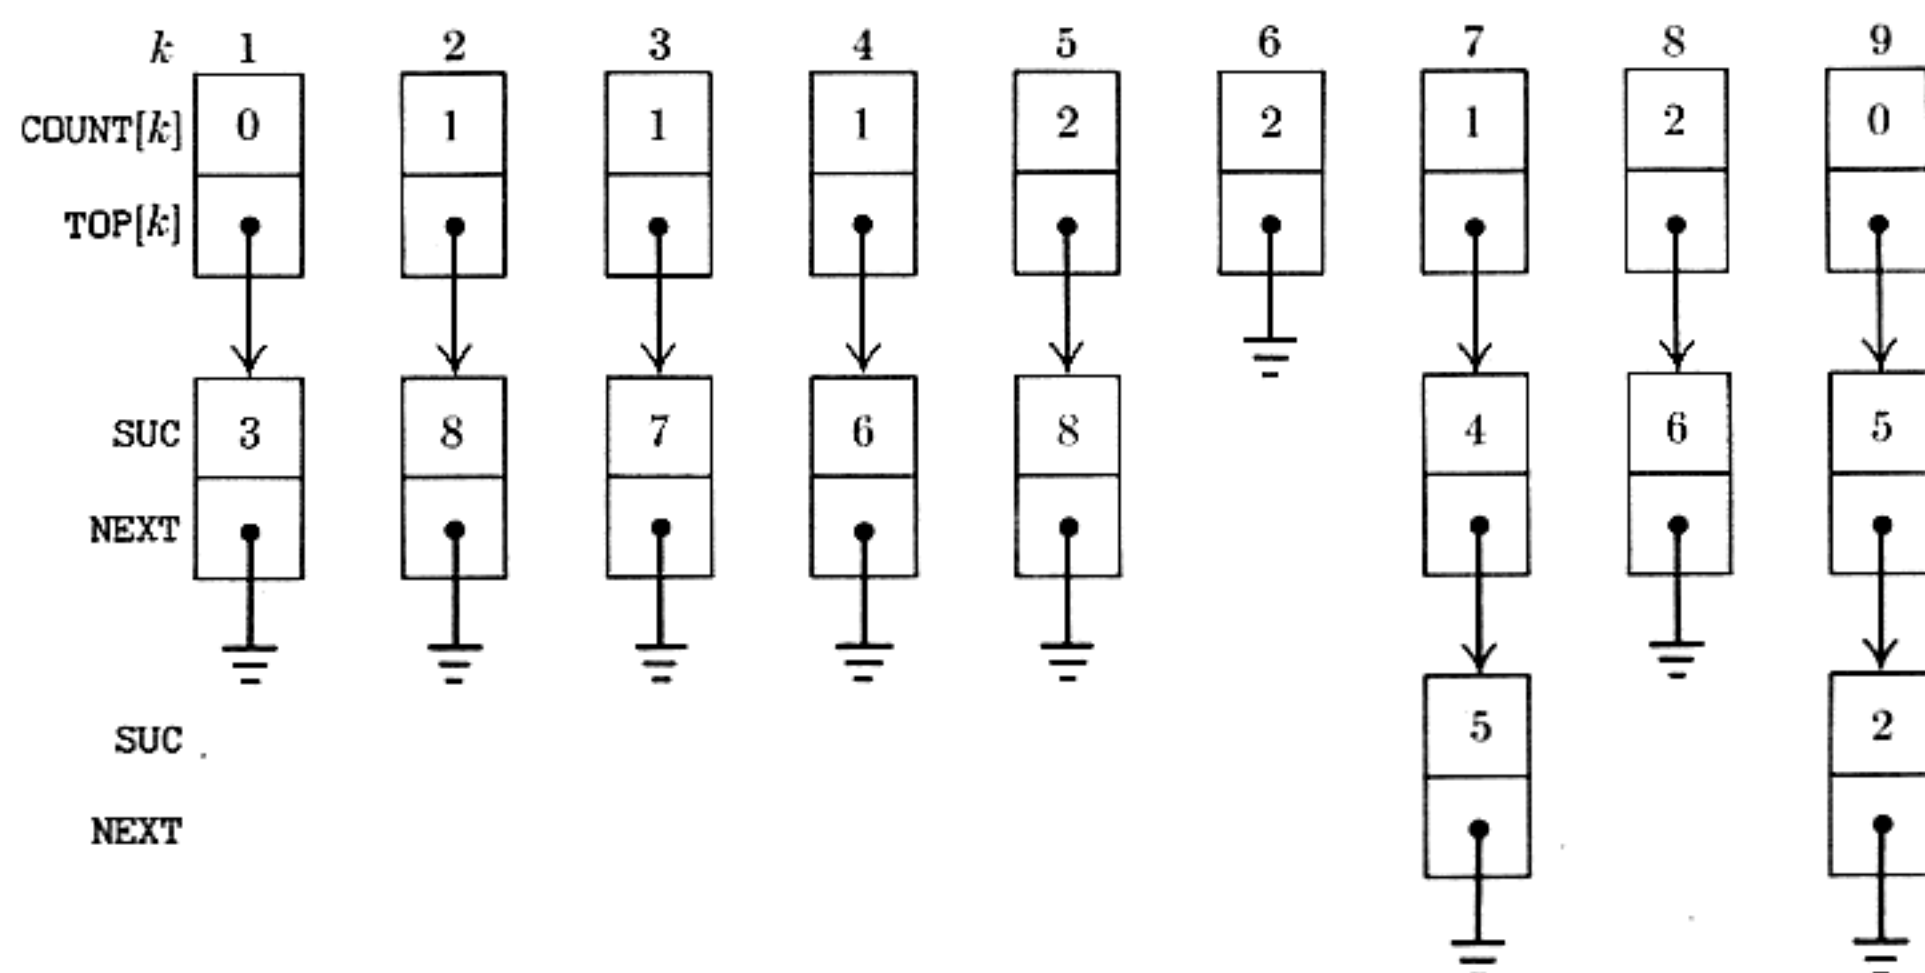 k 1 2 3 4 5 6 7 8 9
COUNT[k] 0 1 1 1 2 2 1 2 0
TOP[k]
SUC 3 8 7 6 8 4 6 5
NEXT
SUC 5 2
NEXT